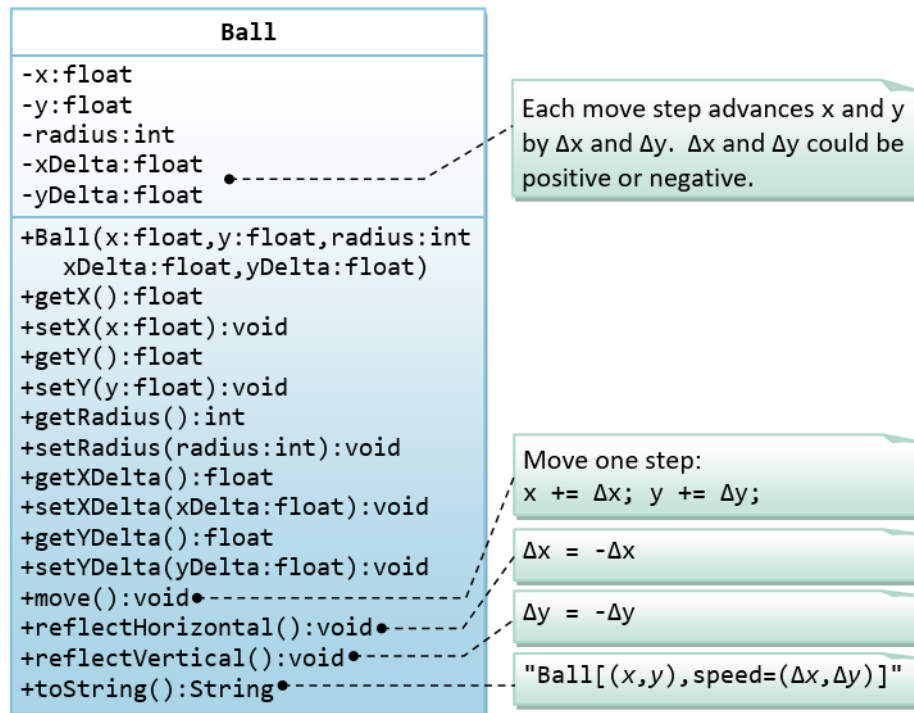 Ball
-x:float
-y:float
-radius:int
-xDelta:float
-yDelta:float
Each move step advances x and y
by Δx and Δy. Δx and Δy could be
positive or negative.
+Ball(x:float,y:float,radius:int
xDelta:float,yDelta:float)
+getX():float
+setX(x:float):void
+getY():float
+setY(y:float):void
+getRadius():int
+setRadius(radius:int):void
+getXDelta():float
+setXDelta(xDelta:float):void
+getYDelta():float
+setYDelta(yDelta:float):void
+move():void
+reflectHorizontal():void
+reflectVertical():void
+toString():String
Move one step:
x += Δx; y += Δy;
Δx = -Δx
Δy = -Δy
"Ball[(x,y),speed=(Δx,Δy)]"